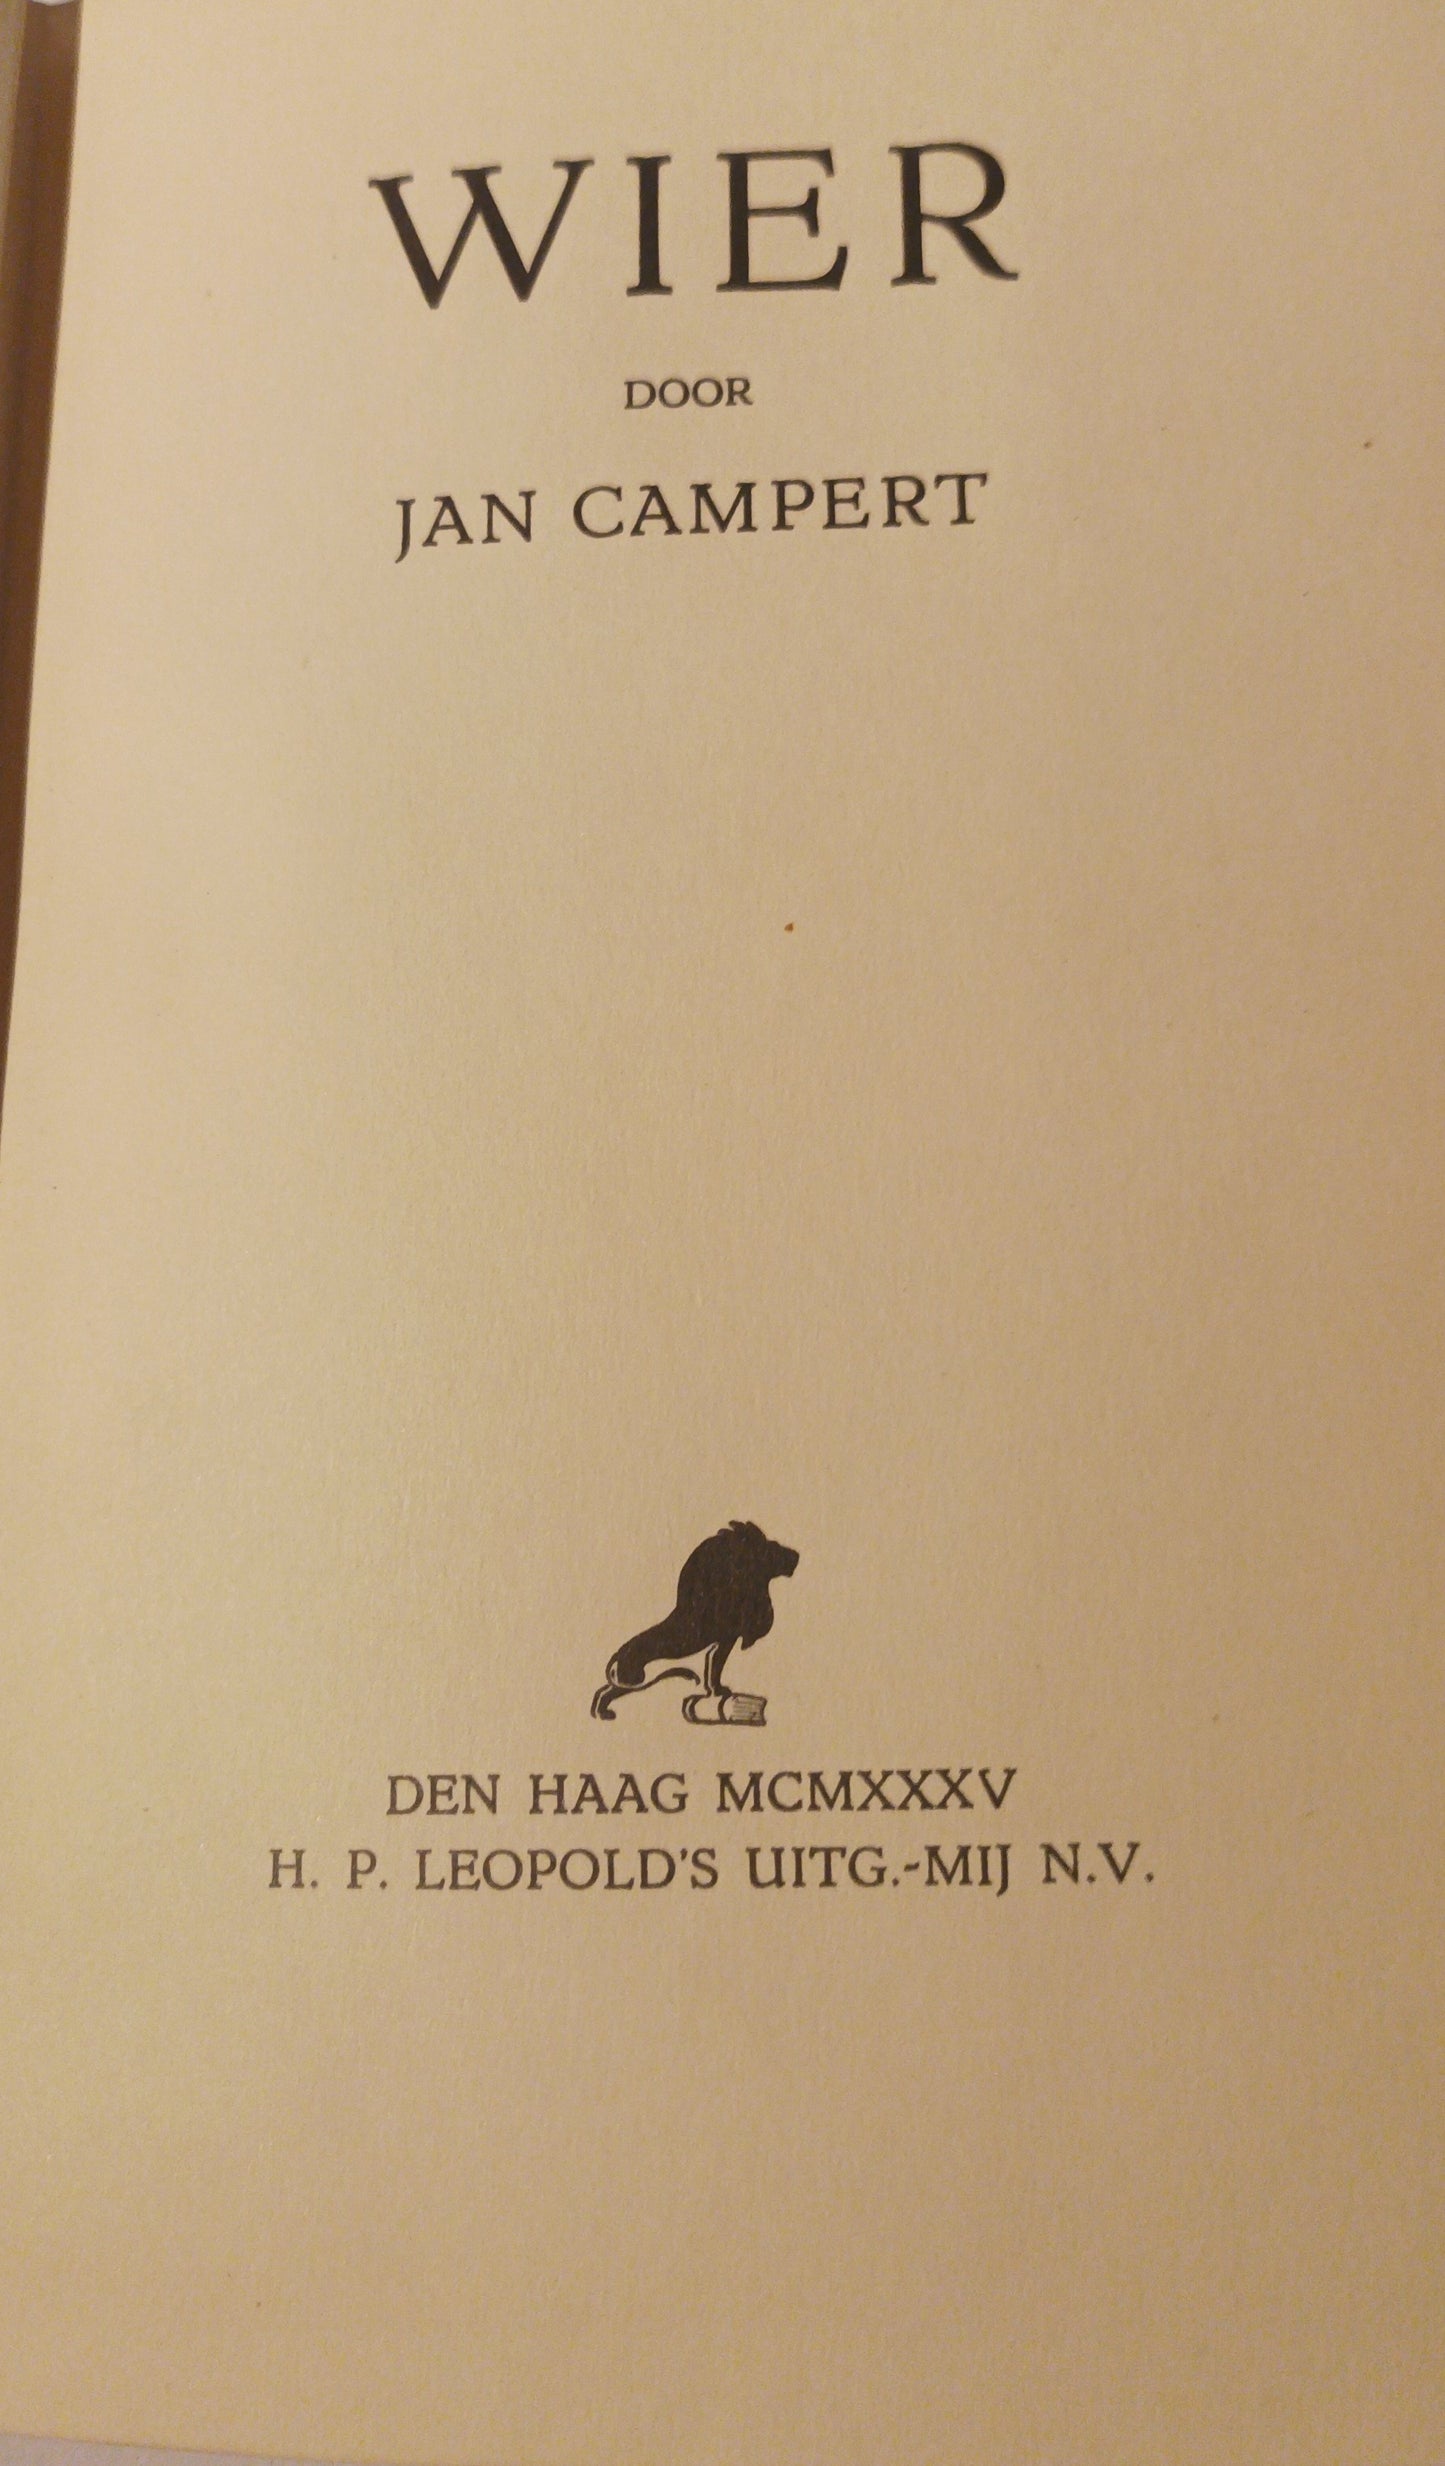 WIER
DOOR
JAN CAMPERT
DEN HAAG MCMXXXV
H. P. LEOPOLD'S UITG.-MIJ N.V.